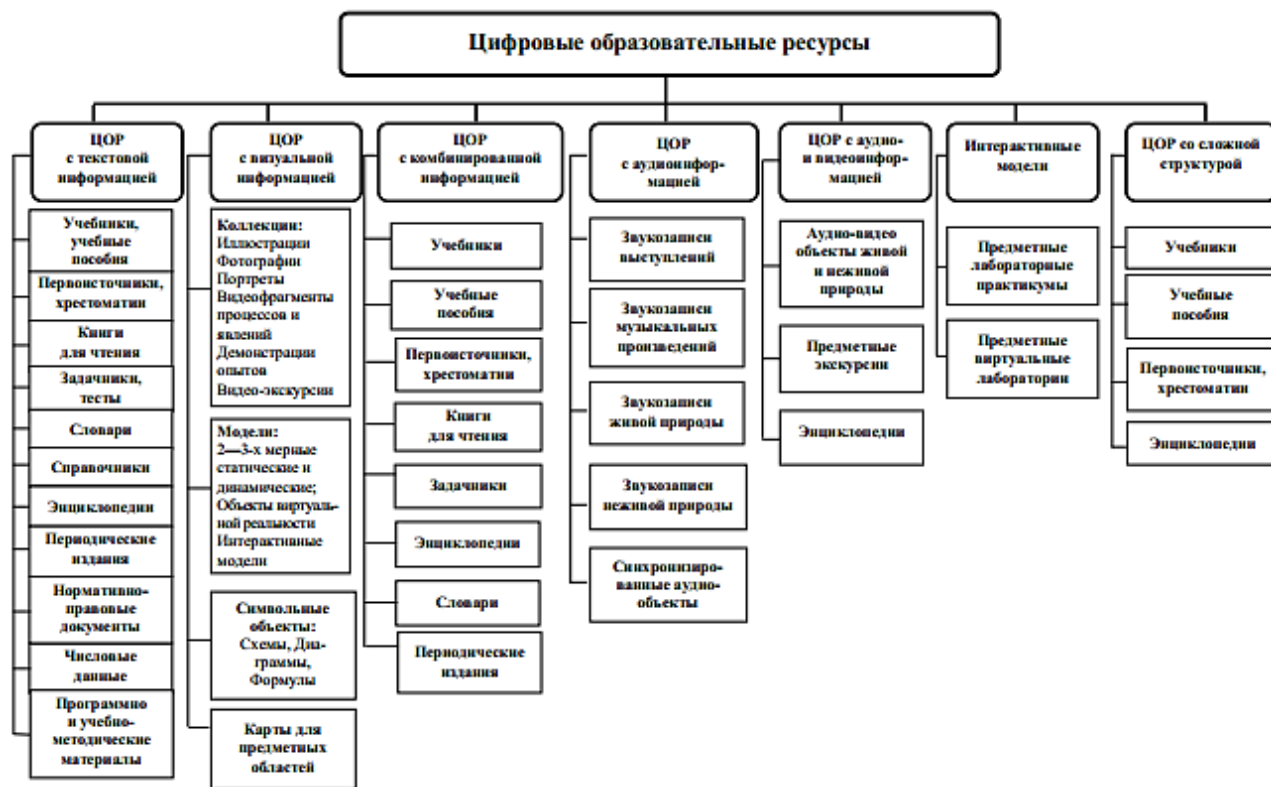 Цифровые образовательные ресурсы
ЦОР
с текстовой
информацией
Учебники,
учебные
пособия
Первоисточники,
хрестоматии
Книги
для чтения
Задачники,
тесты
Словари
Справочники
Энциклопедии
Периодические
издания
Нормативно-
правовые
документы
Числовые
данные
Программно
и учебно-
методические
материалы
ЦОР
с визуальной
информацией
Коллекции:
Иллюстрации
Фотографии
Портреты
Видеофрагменты
процессов и
явлений
Демонстрации
опытов
Видео-экскурсии
Модели:
2—3-х мерные
статические и
динамические;
Объекты виртуаль-
ной реальности
Интерактивные
модели
Символьные
объекты:
Схемы, Диа-
граммы,
Формулы
Карты для
предметных
областей
ЦОР
с комбинированной
информацией
Учебники
Учебные
пособия
Первоисточники,
хрестоматии
Книги
для чтения
Задачники
Энциклопедии
Словари
Периодические
издания
ЦОР
с аудиоинфор-
мацией
Звукозаписи
выступлений
Звукозаписи
музыкальных
произведений
Звукозаписи
живой природы
Звукозаписи
неживой природы
Синхронизиро-
ванные аудио-
объекты
ЦОР с аудио-
и видеоинфор-
мацией
Аудио-видео
объекты живой
и неживой
природы
Предметные
экскурсии
Энциклопедии
Интерактивные
модели
Предметные
лабораторные
практикумы
Предметные
виртуальные
лаборатории
ЦОР со сложной
структурой
Учебники
Учебные
пособия
Первоисточники,
хрестоматии
Энциклопедии